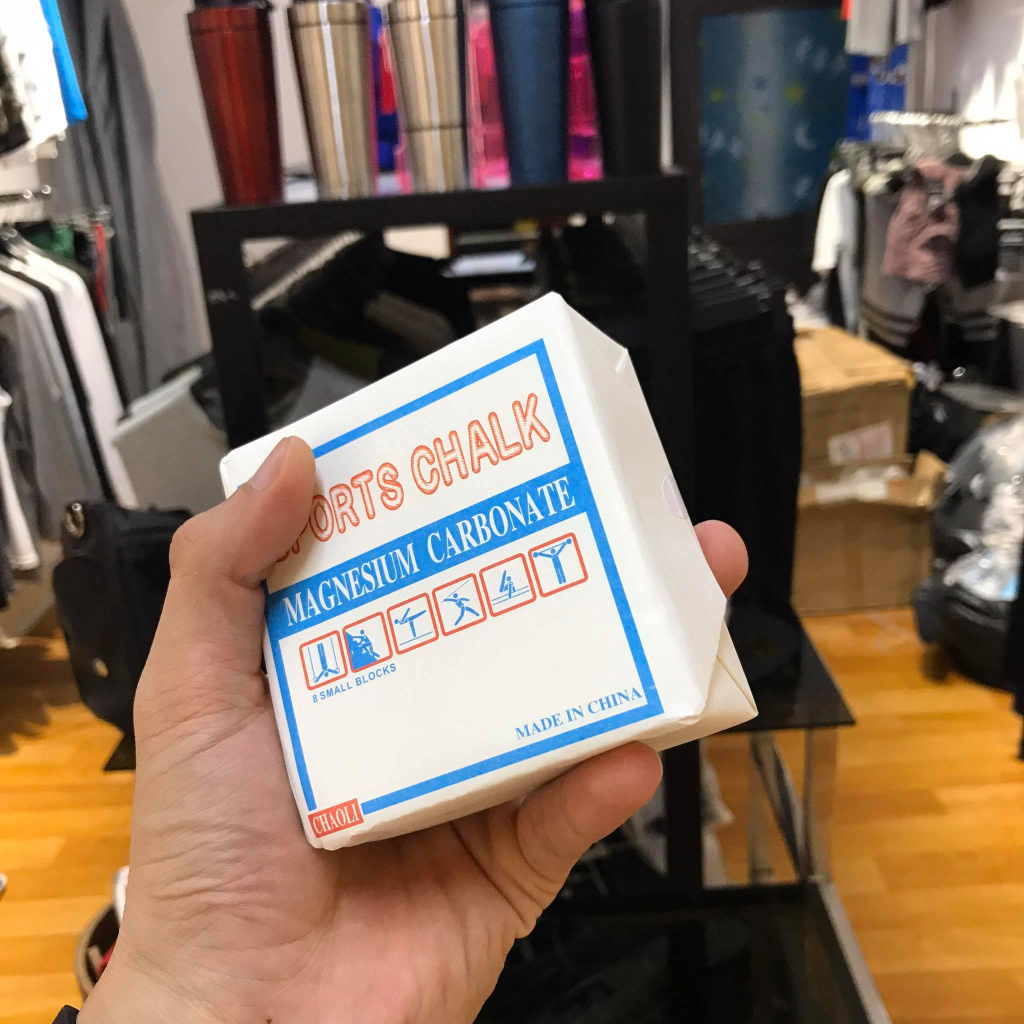 SPORTS CHALK
MAGNESIUM CARBONATE
8 SMALL BLOCKS
MADE IN CHINA
CHAOLI